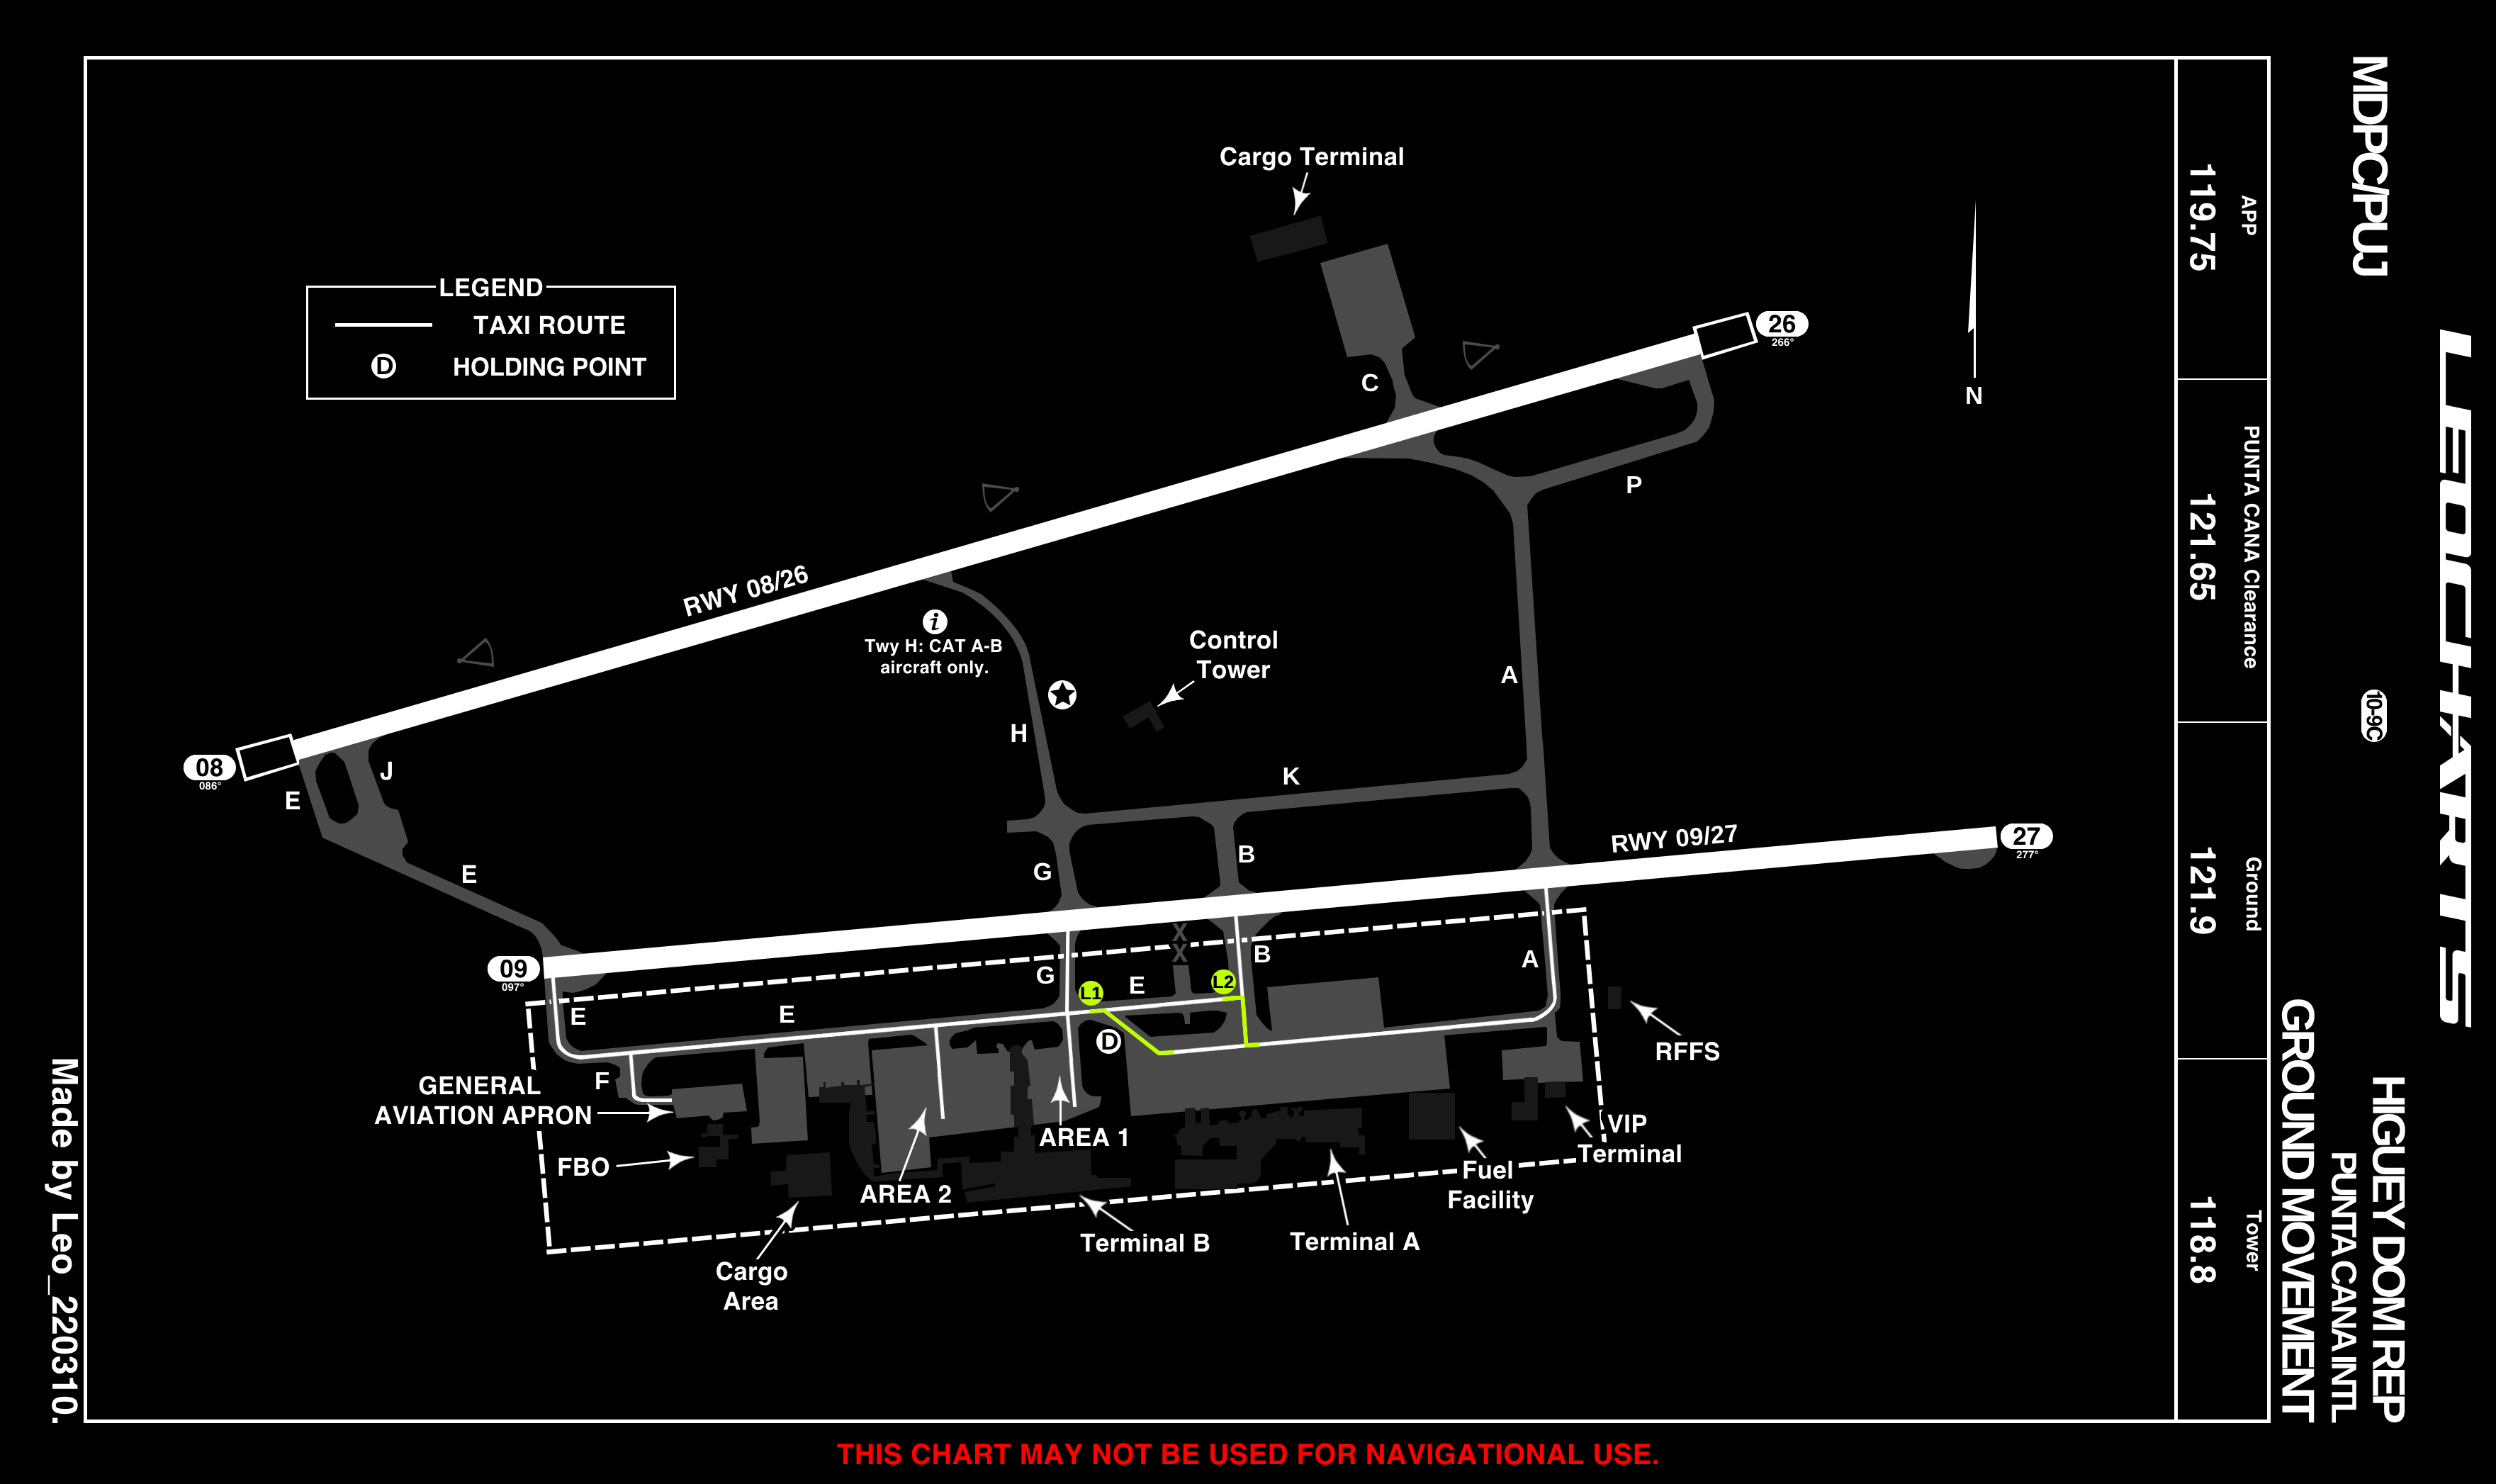 MDPC/PUJ
LEOCHARTS
10-9C
HIGUEY DOM REP
PUNTA CANA INTL
GROUND MOVEMENT
APP
119.75
PUNTA CANA Clearance
121.65
Ground
121.9
Tower
118.8
Cargo Terminal
LEGEND
TAXI ROUTE
D HOLDING POINT
26
266°
C
N
P
RWY 08/26
i
Twy H: CAT A-B
aircraft only.
Control
Tower
A
H
K
08
086°
J
E
E
G
B
RWY 09/27
27
277°
09
097°
X
X
G
B
A
E
L1
L2
E
E
D
RFFS
F
GENERAL
AVIATION APRON
FBO
AREA 1
AREA 2
VIP
Terminal
Fuel
Facility
Terminal B
Terminal A
Cargo
Area
Made by Leo_220310.
THIS CHART MAY NOT BE USED FOR NAVIGATIONAL USE.